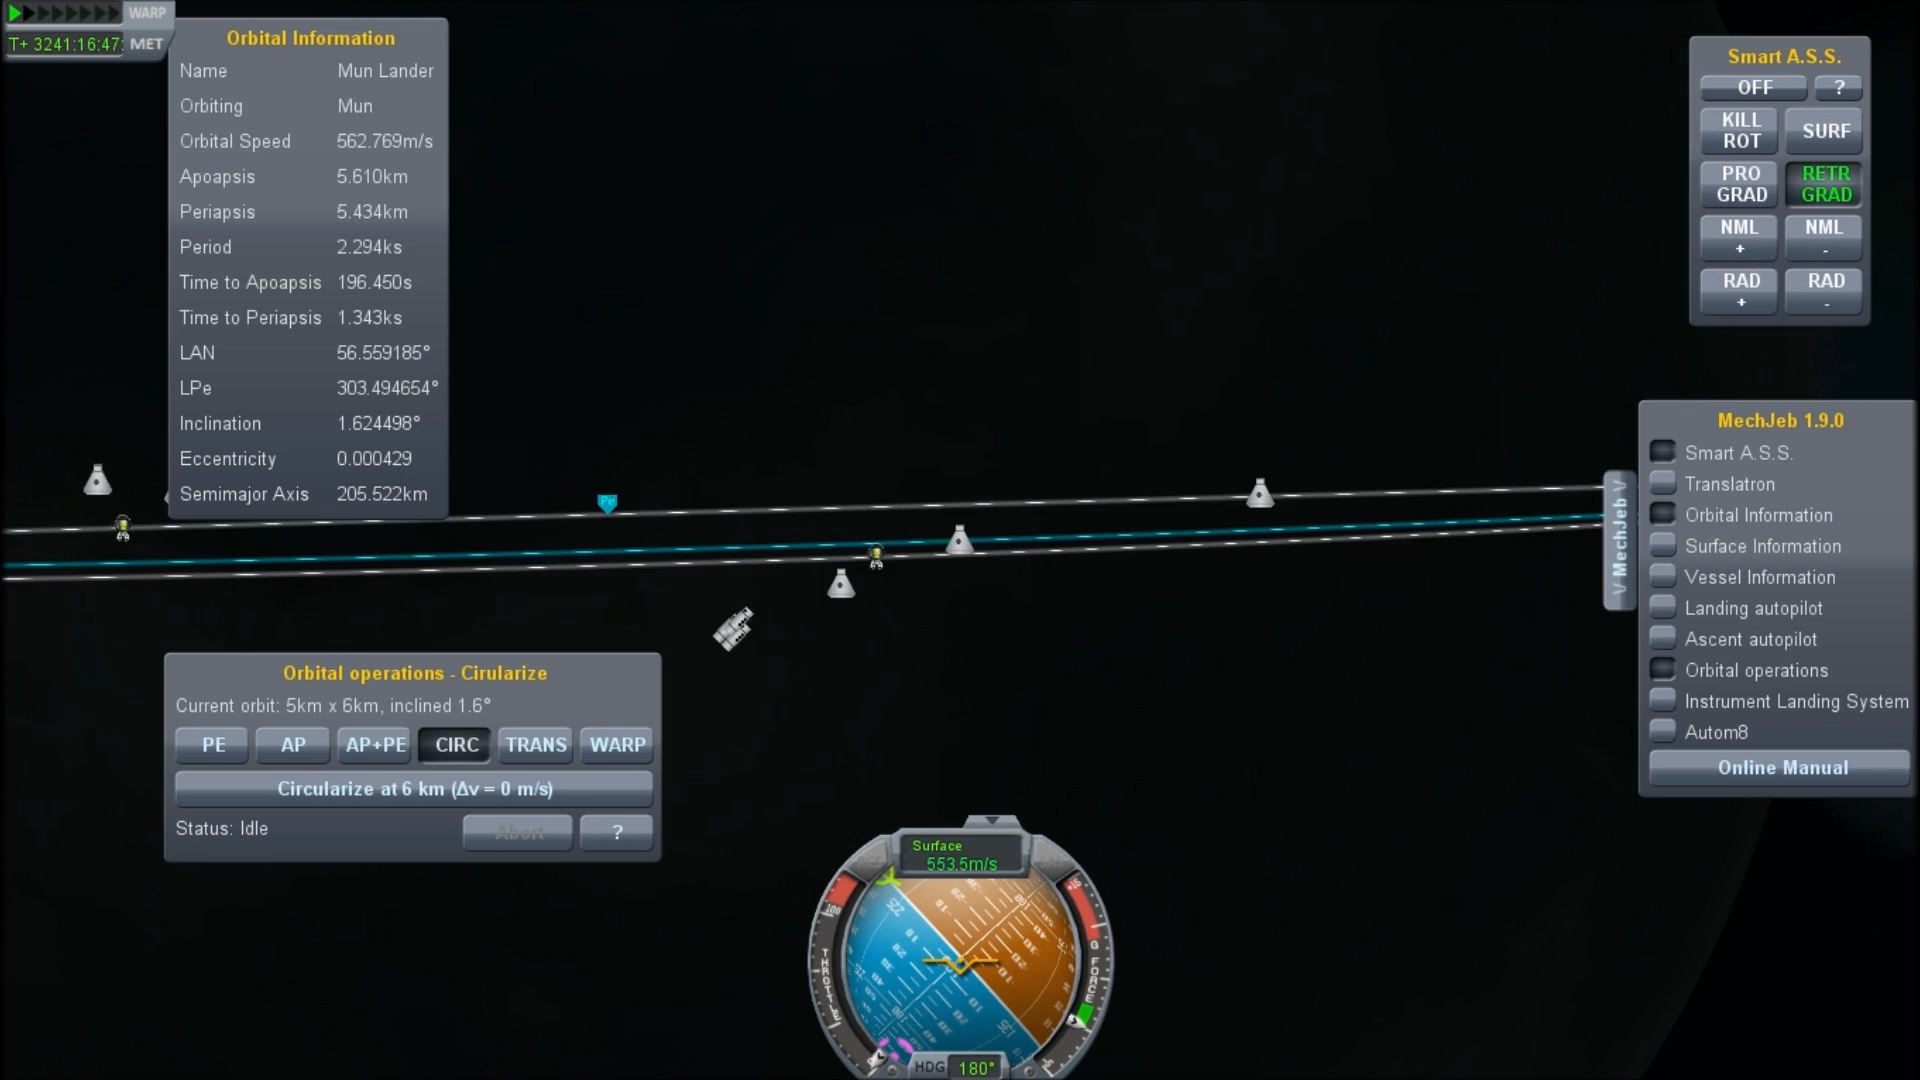 WARP
T+ 3241:16:47: MET
Orbital Information
Name Mun Lander
Orbiting Mun
Orbital Speed 562.769m/s
Apoapsis 5.610km
Periapsis 5.434km
Period 2.294ks
Time to Apoapsis 196.450s
Time to Periapsis 1.343ks
LAN 56.559185°
LPe 303.494654°
Inclination 1.624498°
Eccentricity 0.000429
Semimajor Axis 205.522km
Smart A.S.S.
OFF ?
KILL ROT SURF
PRO GRAD RETR GRAD
NML + NML -
RAD + RAD -
Pe
V MechJeb V
MechJeb 1.9.0
Smart A.S.S.
Translatron
Orbital Information
Surface Information
Vessel Information
Landing autopilot
Ascent autopilot
Orbital operations
Instrument Landing System
Autom8
Online Manual
Orbital operations - Cirularize
Current orbit: 5km x 6km, inclined 1.6°
PE AP AP+PE CIRC TRANS WARP
Circularize at 6 km (Δv = 0 m/s)
Status: Idle Abort ?
Surface
553.5m/s
THROTTLE
G FORCE
HDG 180°